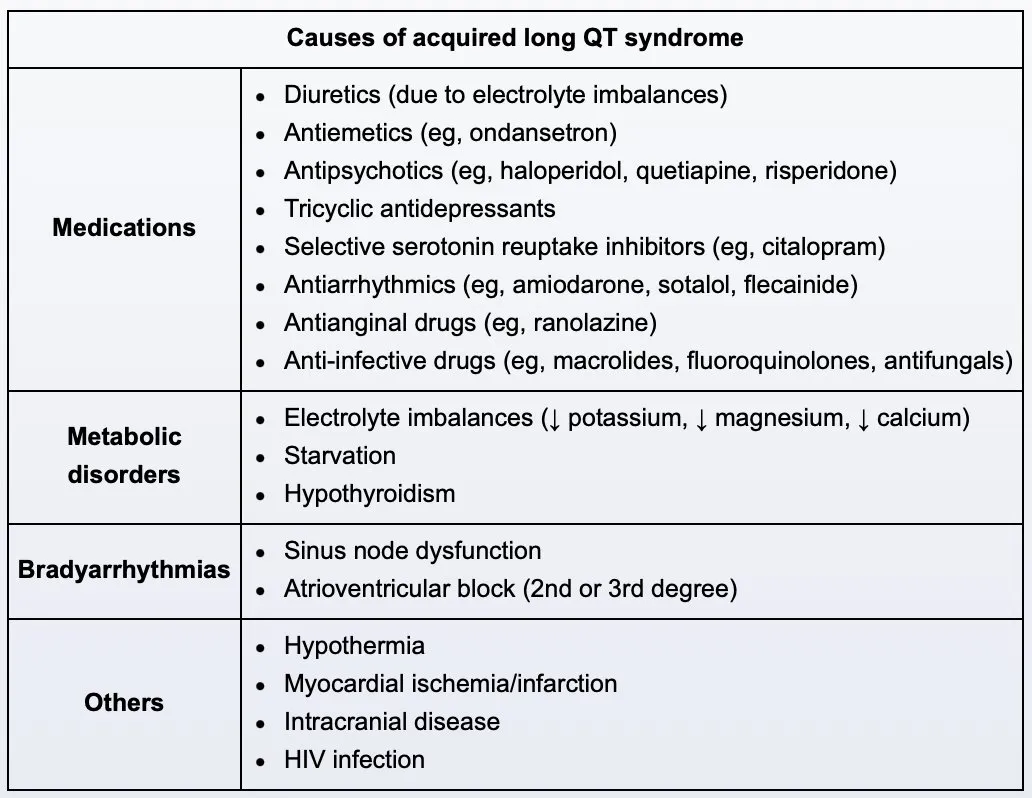 Causes of acquired long QT syndrome
Medications
• Diuretics (due to electrolyte imbalances)
• Antiemetics (eg, ondansetron)
• Antipsychotics (eg, haloperidol, quetiapine, risperidone)
• Tricyclic antidepressants
• Selective serotonin reuptake inhibitors (eg, citalopram)
• Antiarrhythmics (eg, amiodarone, sotalol, flecainide)
• Antianginal drugs (eg, ranolazine)
• Anti-infective drugs (eg, macrolides, fluoroquinolones, antifungals)
Metabolic
disorders
• Electrolyte imbalances (↓ potassium, ↓ magnesium, ↓ calcium)
• Starvation
• Hypothyroidism
Bradyarrhythmias
• Sinus node dysfunction
• Atrioventricular block (2nd or 3rd degree)
Others
• Hypothermia
• Myocardial ischemia/infarction
• Intracranial disease
• HIV infection